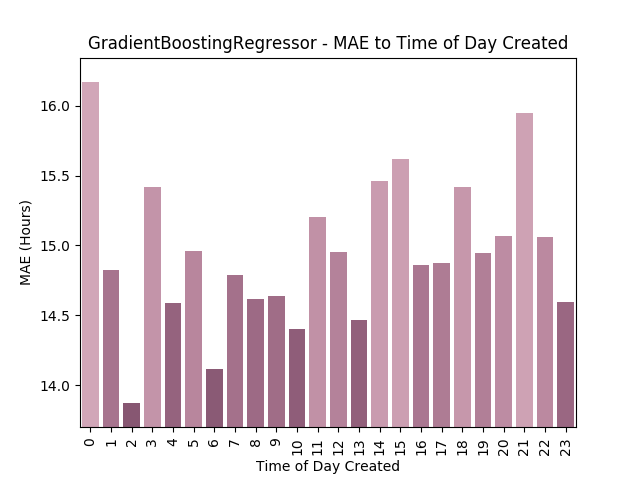 GradientBoostingRegressor - MAE to Time of Day Created
MAE (Hours)
16.0
15.5
15.0
14.5
14.0
0 1 2 3 4 5 6 7 8 9 10 11 12 13 14 15 16 17 18 19 20 21 22 23
Time of Day Created